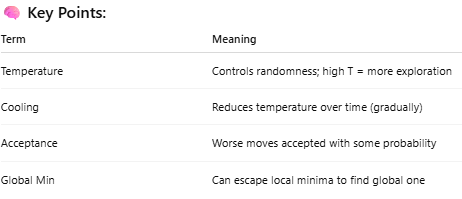 🧠 Key Points:
Term Meaning
Temperature Controls randomness; high T = more exploration
Cooling Reduces temperature over time (gradually)
Acceptance Worse moves accepted with some probability
Global Min Can escape local minima to find global one